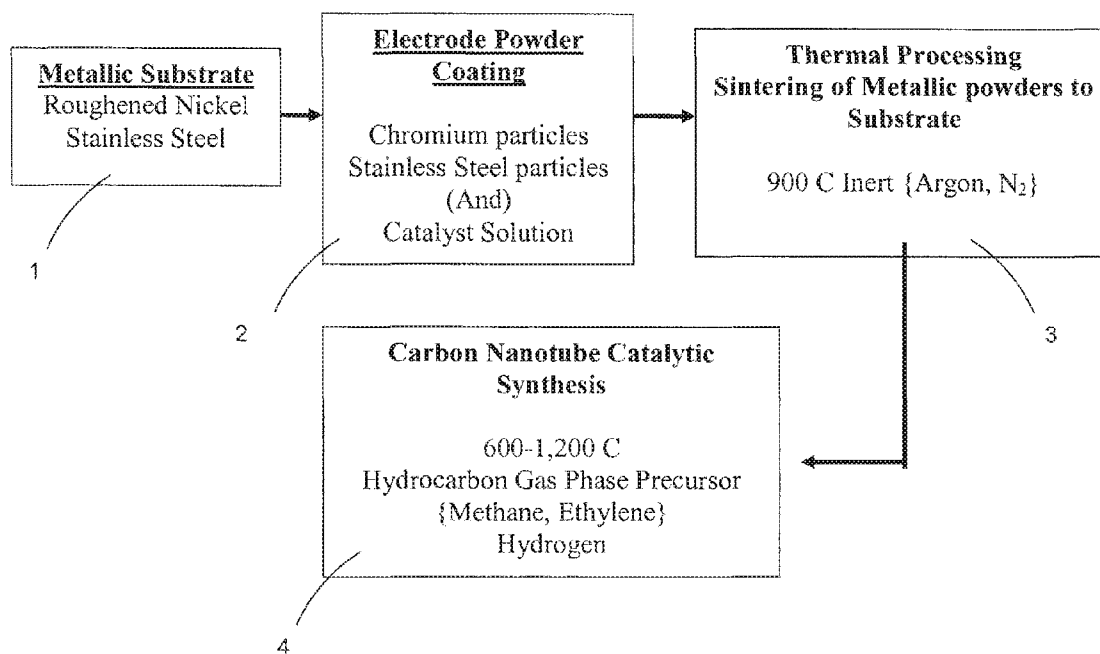 Metallic Substrate
Roughened Nickel
Stainless Steel
1
Electrode Powder
Coating
Chromium particles
Stainless Steel particles
(And)
Catalyst Solution
2
Thermal Processing
Sintering of Metallic powders to
Substrate
900 C Inert {Argon, N₂}
3
Carbon Nanotube Catalytic
Synthesis
600-1,200 C
Hydrocarbon Gas Phase Precursor
{Methane, Ethylene}
Hydrogen
4